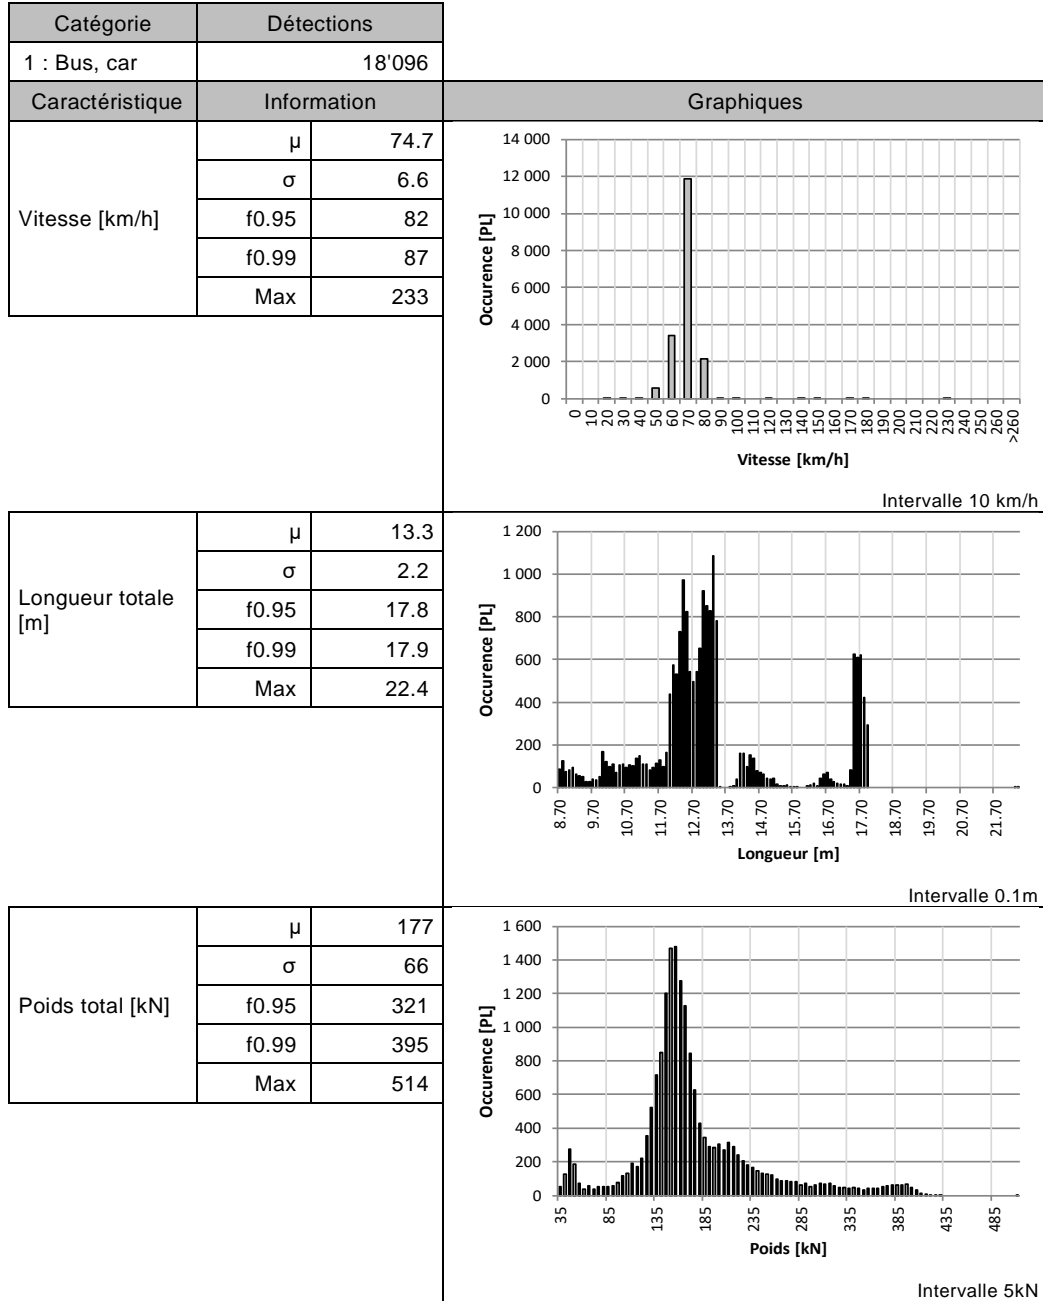 Catégorie Détections
1 : Bus, car 18'096
Caractéristique Information Graphiques
Vitesse [km/h]
µ 74.7
σ 6.6
f0.95 82
f0.99 87
Max 233
14 000
12 000
10 000
8 000
6 000
4 000
2 000
0
Occurence [PL]
0 10 20 30 40 50 60 70 80 90 100 110 120 130 140 150 160 170 180 190 200 210 220 230 240 250 260 >260
Vitesse [km/h]
Intervalle 10 km/h
Longueur totale
[m]
µ 13.3
σ 2.2
f0.95 17.8
f0.99 17.9
Max 22.4
1 200
1 000
800
600
400
200
0
Occurence [PL]
8.70 9.70 10.70 11.70 12.70 13.70 14.70 15.70 16.70 17.70 18.70 19.70 20.70 21.70
Longueur [m]
Intervalle 0.1m
Poids total [kN]
µ 177
σ 66
f0.95 321
f0.99 395
Max 514
1 600
1 400
1 200
1 000
800
600
400
200
0
Occurence [PL]
35 85 135 185 235 285 335 385 435 485
Poids [kN]
Intervalle 5kN